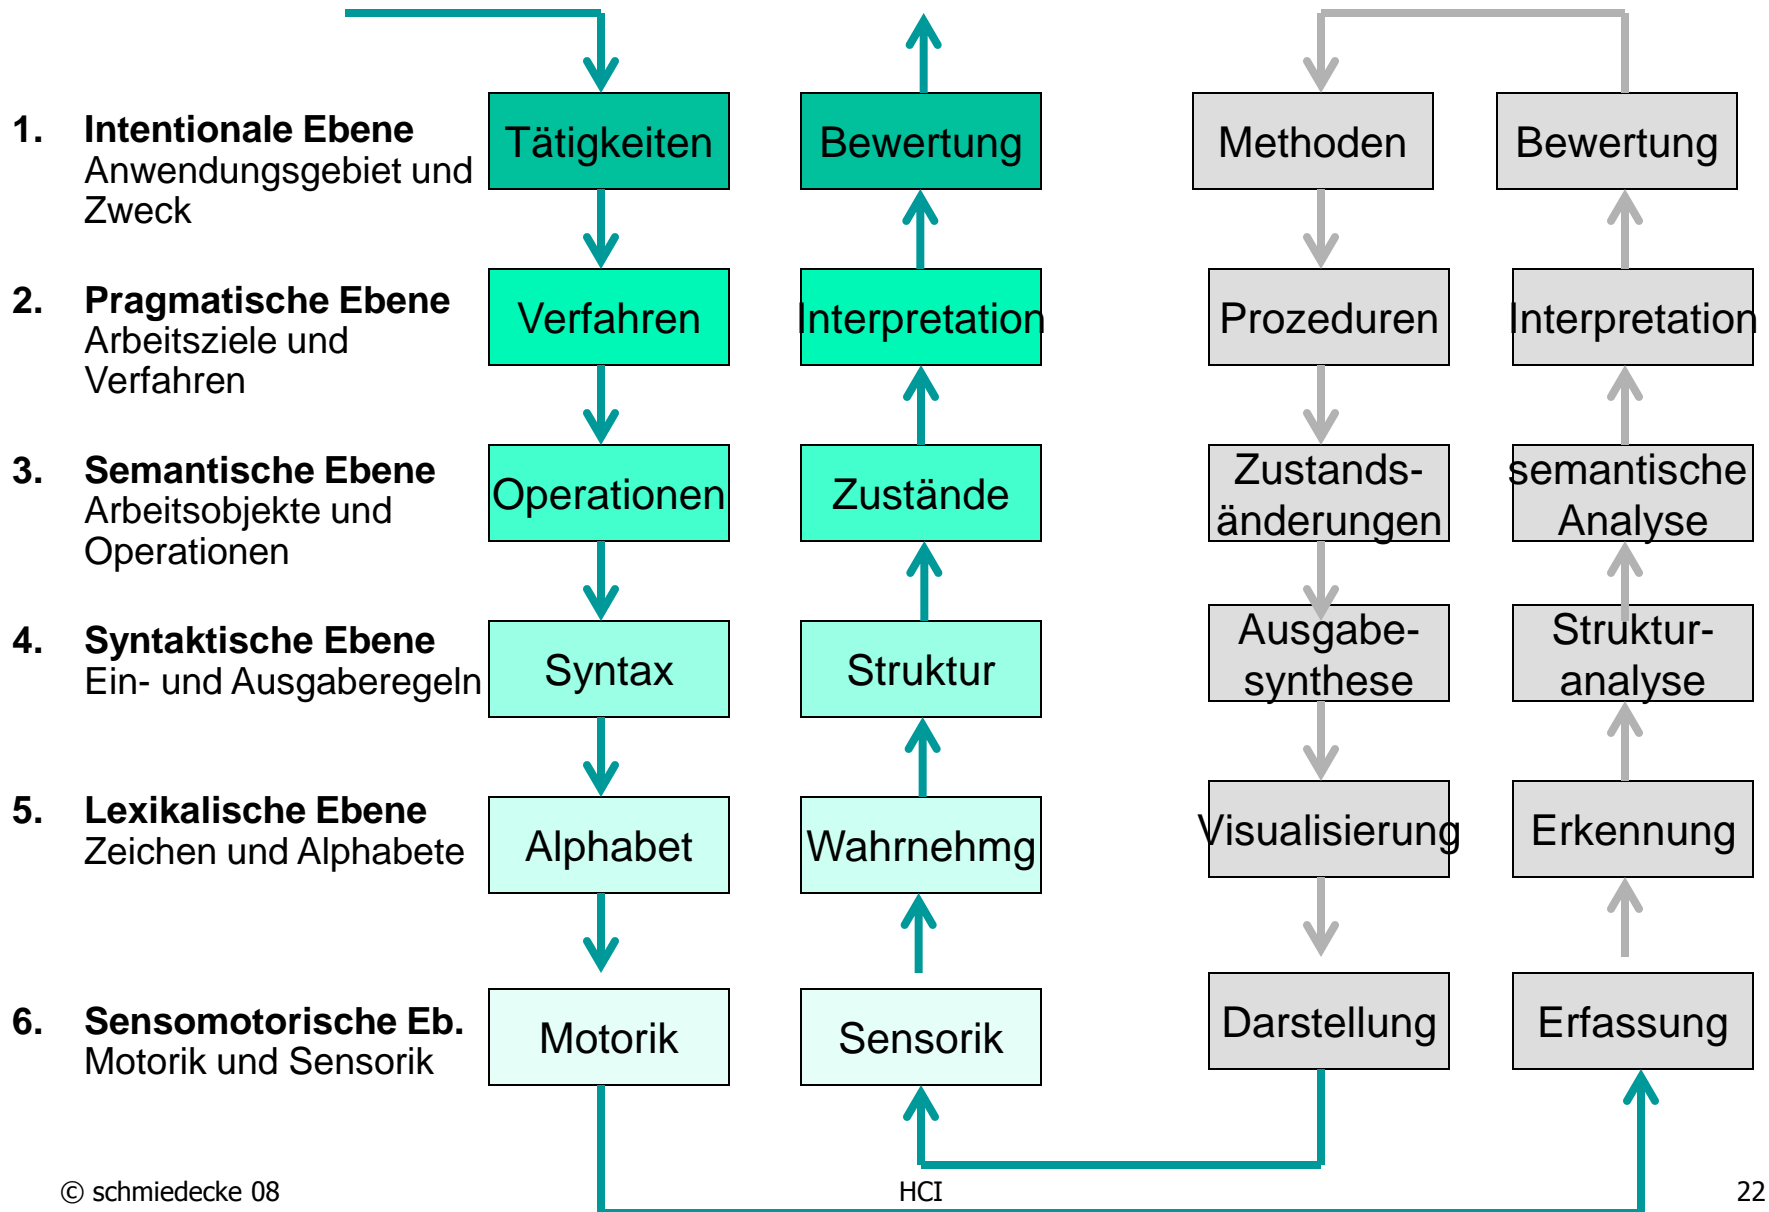 1. Intentionale Ebene
Anwendungsgebiet und
Zweck
Tätigkeiten
Bewertung
Methoden
Bewertung
2. Pragmatische Ebene
Arbeitsziele und
Verfahren
Verfahren
Interpretation
Prozeduren
Interpretation
3. Semantische Ebene
Arbeitsobjekte und
Operationen
Operationen
Zustände
Zustands-
änderungen
semantische
Analyse
4. Syntaktische Ebene
Ein- und Ausgaberegeln
Syntax
Struktur
Ausgabe-
synthese
Struktur-
analyse
5. Lexikalische Ebene
Zeichen und Alphabete
Alphabet
Wahrnehmg
Visualisierung
Erkennung
6. Sensomotorische Eb.
Motorik und Sensorik
Motorik
Sensorik
Darstellung
Erfassung
© schmiedecke 08
HCI
22